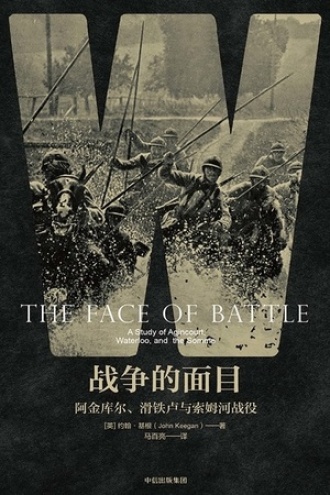 W
THE FACE OF BATTLE
A Study of Agincourt,
Waterloo, and the Somme
战争的面目
阿金库尔、滑铁卢与索姆河战役
[英] 约翰·基根（John Keegan）——著
马百亮——译
中信出版集团